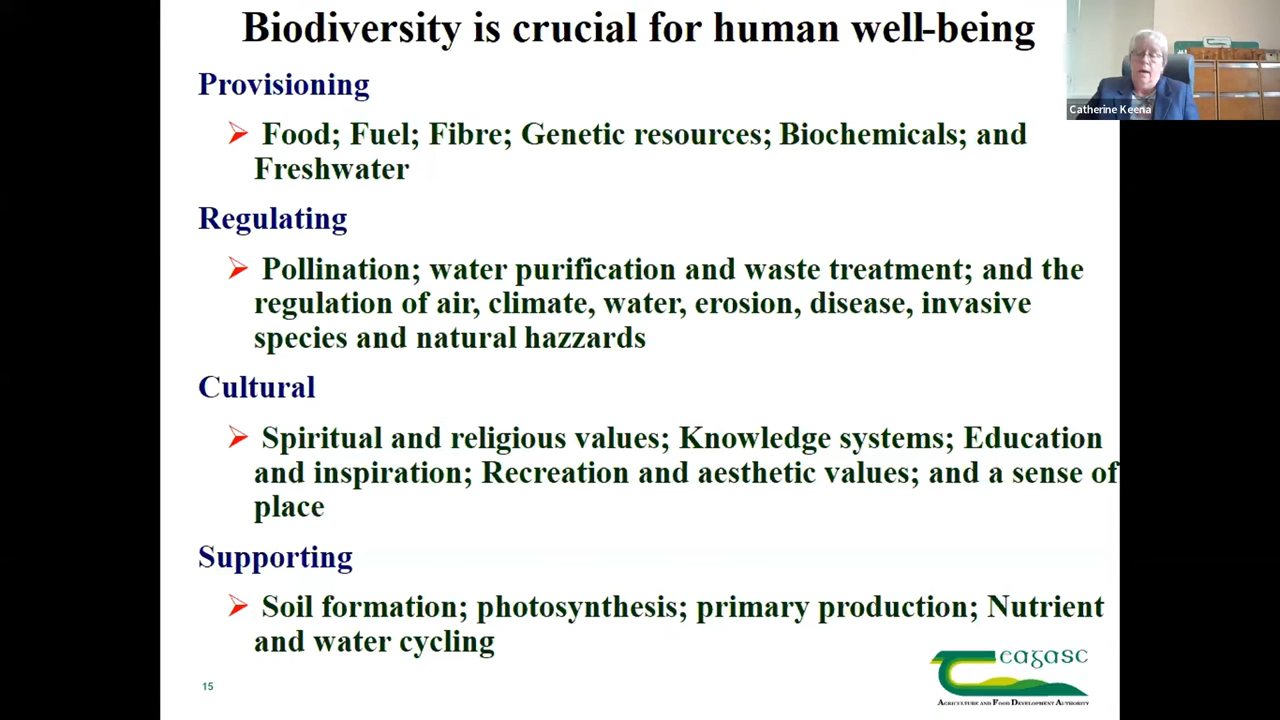 Biodiversity is crucial for human well-being
Catherine Keena
Provisioning
Food; Fuel; Fibre; Genetic resources; Biochemicals; and
Freshwater
Regulating
Pollination; water purification and waste treatment; and the
regulation of air, climate, water, erosion, disease, invasive
species and natural hazzards
Cultural
Spiritual and religious values; Knowledge systems; Education
and inspiration; Recreation and aesthetic values; and a sense of
place
Supporting
Soil formation; photosynthesis; primary production; Nutrient
and water cycling
15
Teagasc
AGRICULTURE AND FOOD DEVELOPMENT AUTHORITY